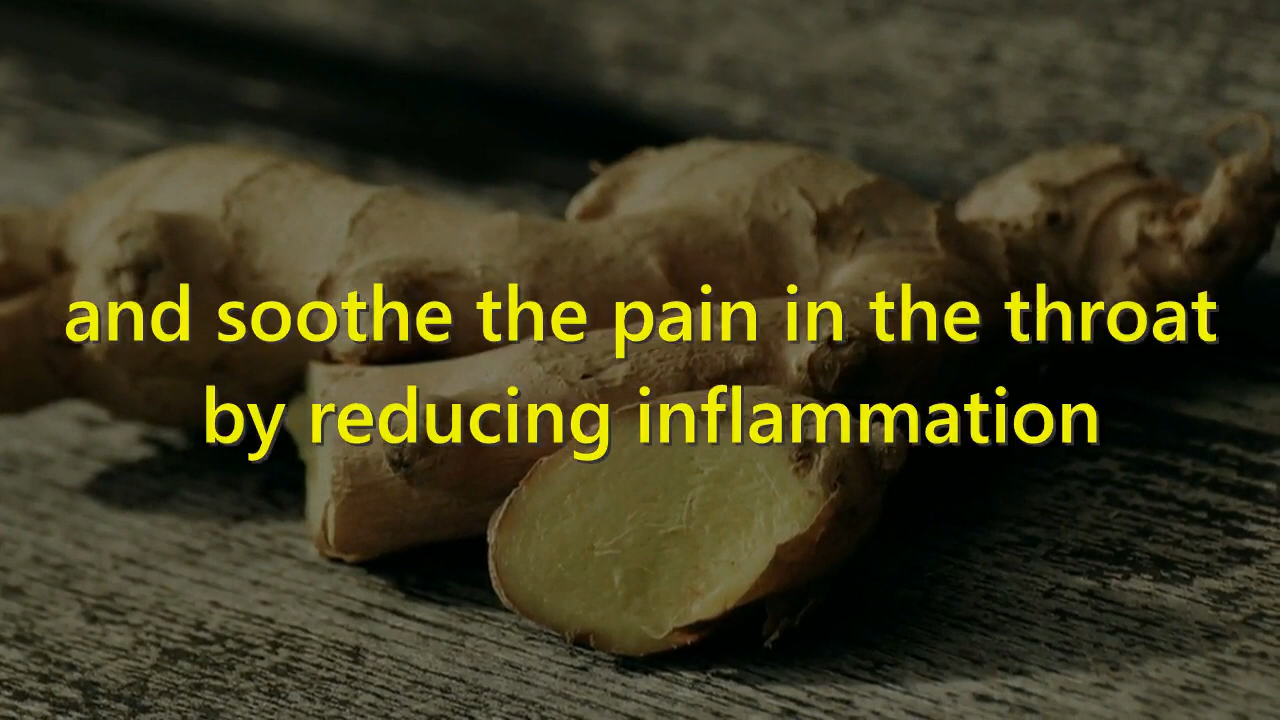 and soothe the pain in the throat
by reducing inflammation